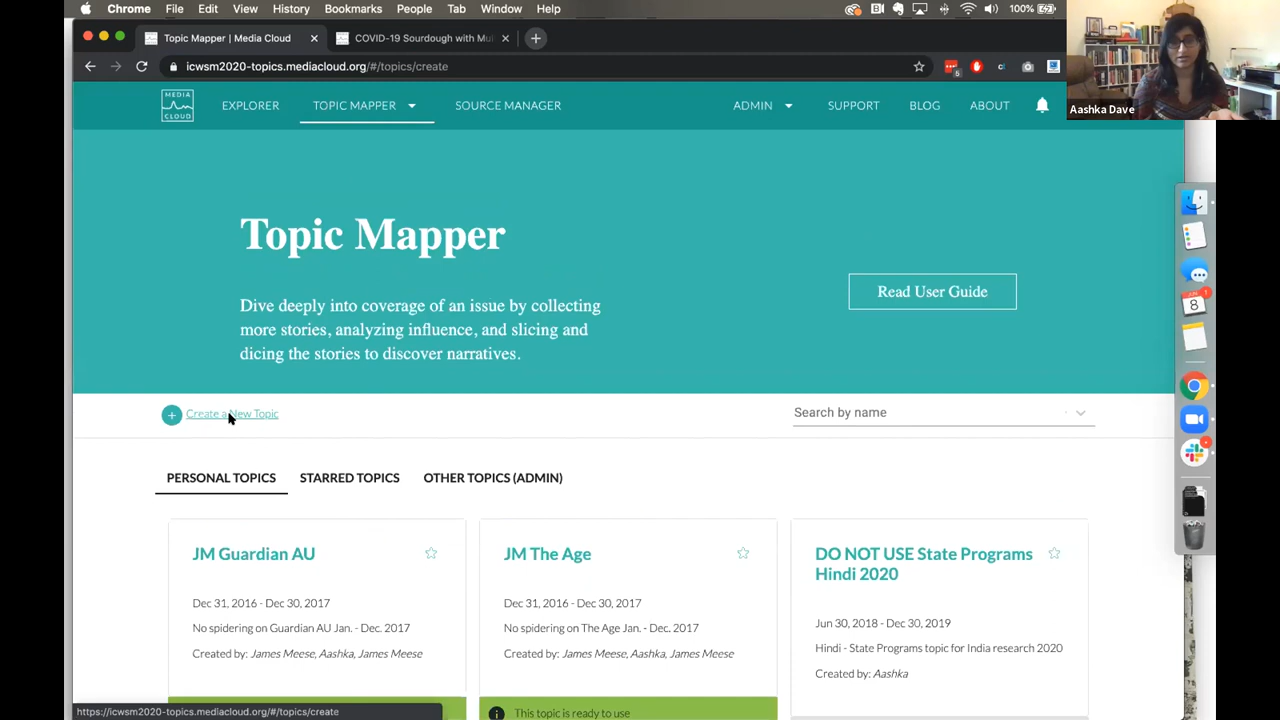 Chrome File Edit View History Bookmarks People Tab Window Help 100%
Topic Mapper | Media Cloud COVID-19 Sourdough with Mul
icwsm2020-topics.mediacloud.org/#/topics/create
Aashka Dave
MEDIA
CLOUD
EXPLORER TOPIC MAPPER SOURCE MANAGER ADMIN SUPPORT BLOG ABOUT
Topic Mapper
Read User Guide
Dive deeply into coverage of an issue by collecting
more stories, analyzing influence, and slicing and
dicing the stories to discover narratives.
Create a New Topic
Search by name
PERSONAL TOPICS STARRED TOPICS OTHER TOPICS (ADMIN)
JM Guardian AU
Dec 31, 2016 - Dec 30, 2017
No spidering on Guardian AU Jan. - Dec. 2017
Created by: James Meese, Aashka, James Meese
JM The Age
Dec 31, 2016 - Dec 30, 2017
No spidering on The Age Jan. - Dec. 2017
Created by: James Meese, Aashka, James Meese
This topic is ready to use
DO NOT USE State Programs
Hindi 2020
Jun 30, 2018 - Dec 30, 2019
Hindi - State Programs topic for India research 2020
Created by: Aashka
https://icwsm2020-topics.mediacloud.org/#/topics/create
8